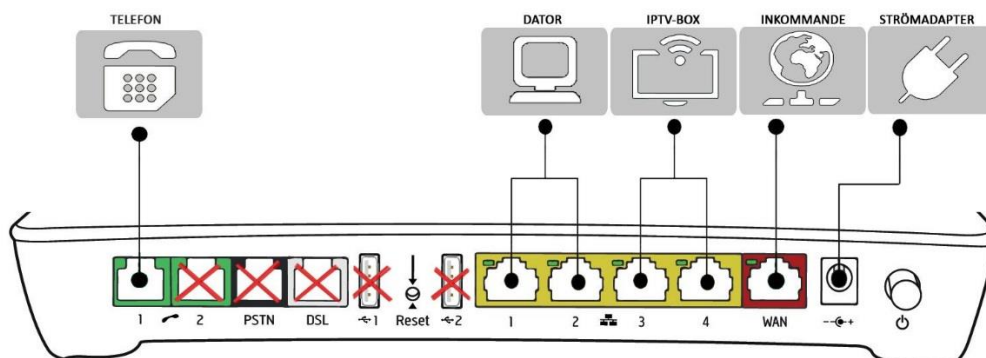 TELEFON
DATOR
IPTV-BOX
INKOMMANDE
STRÖMADAPTER
1 2 PSTN DSL 1 Reset 2 1 2 3 4 WAN